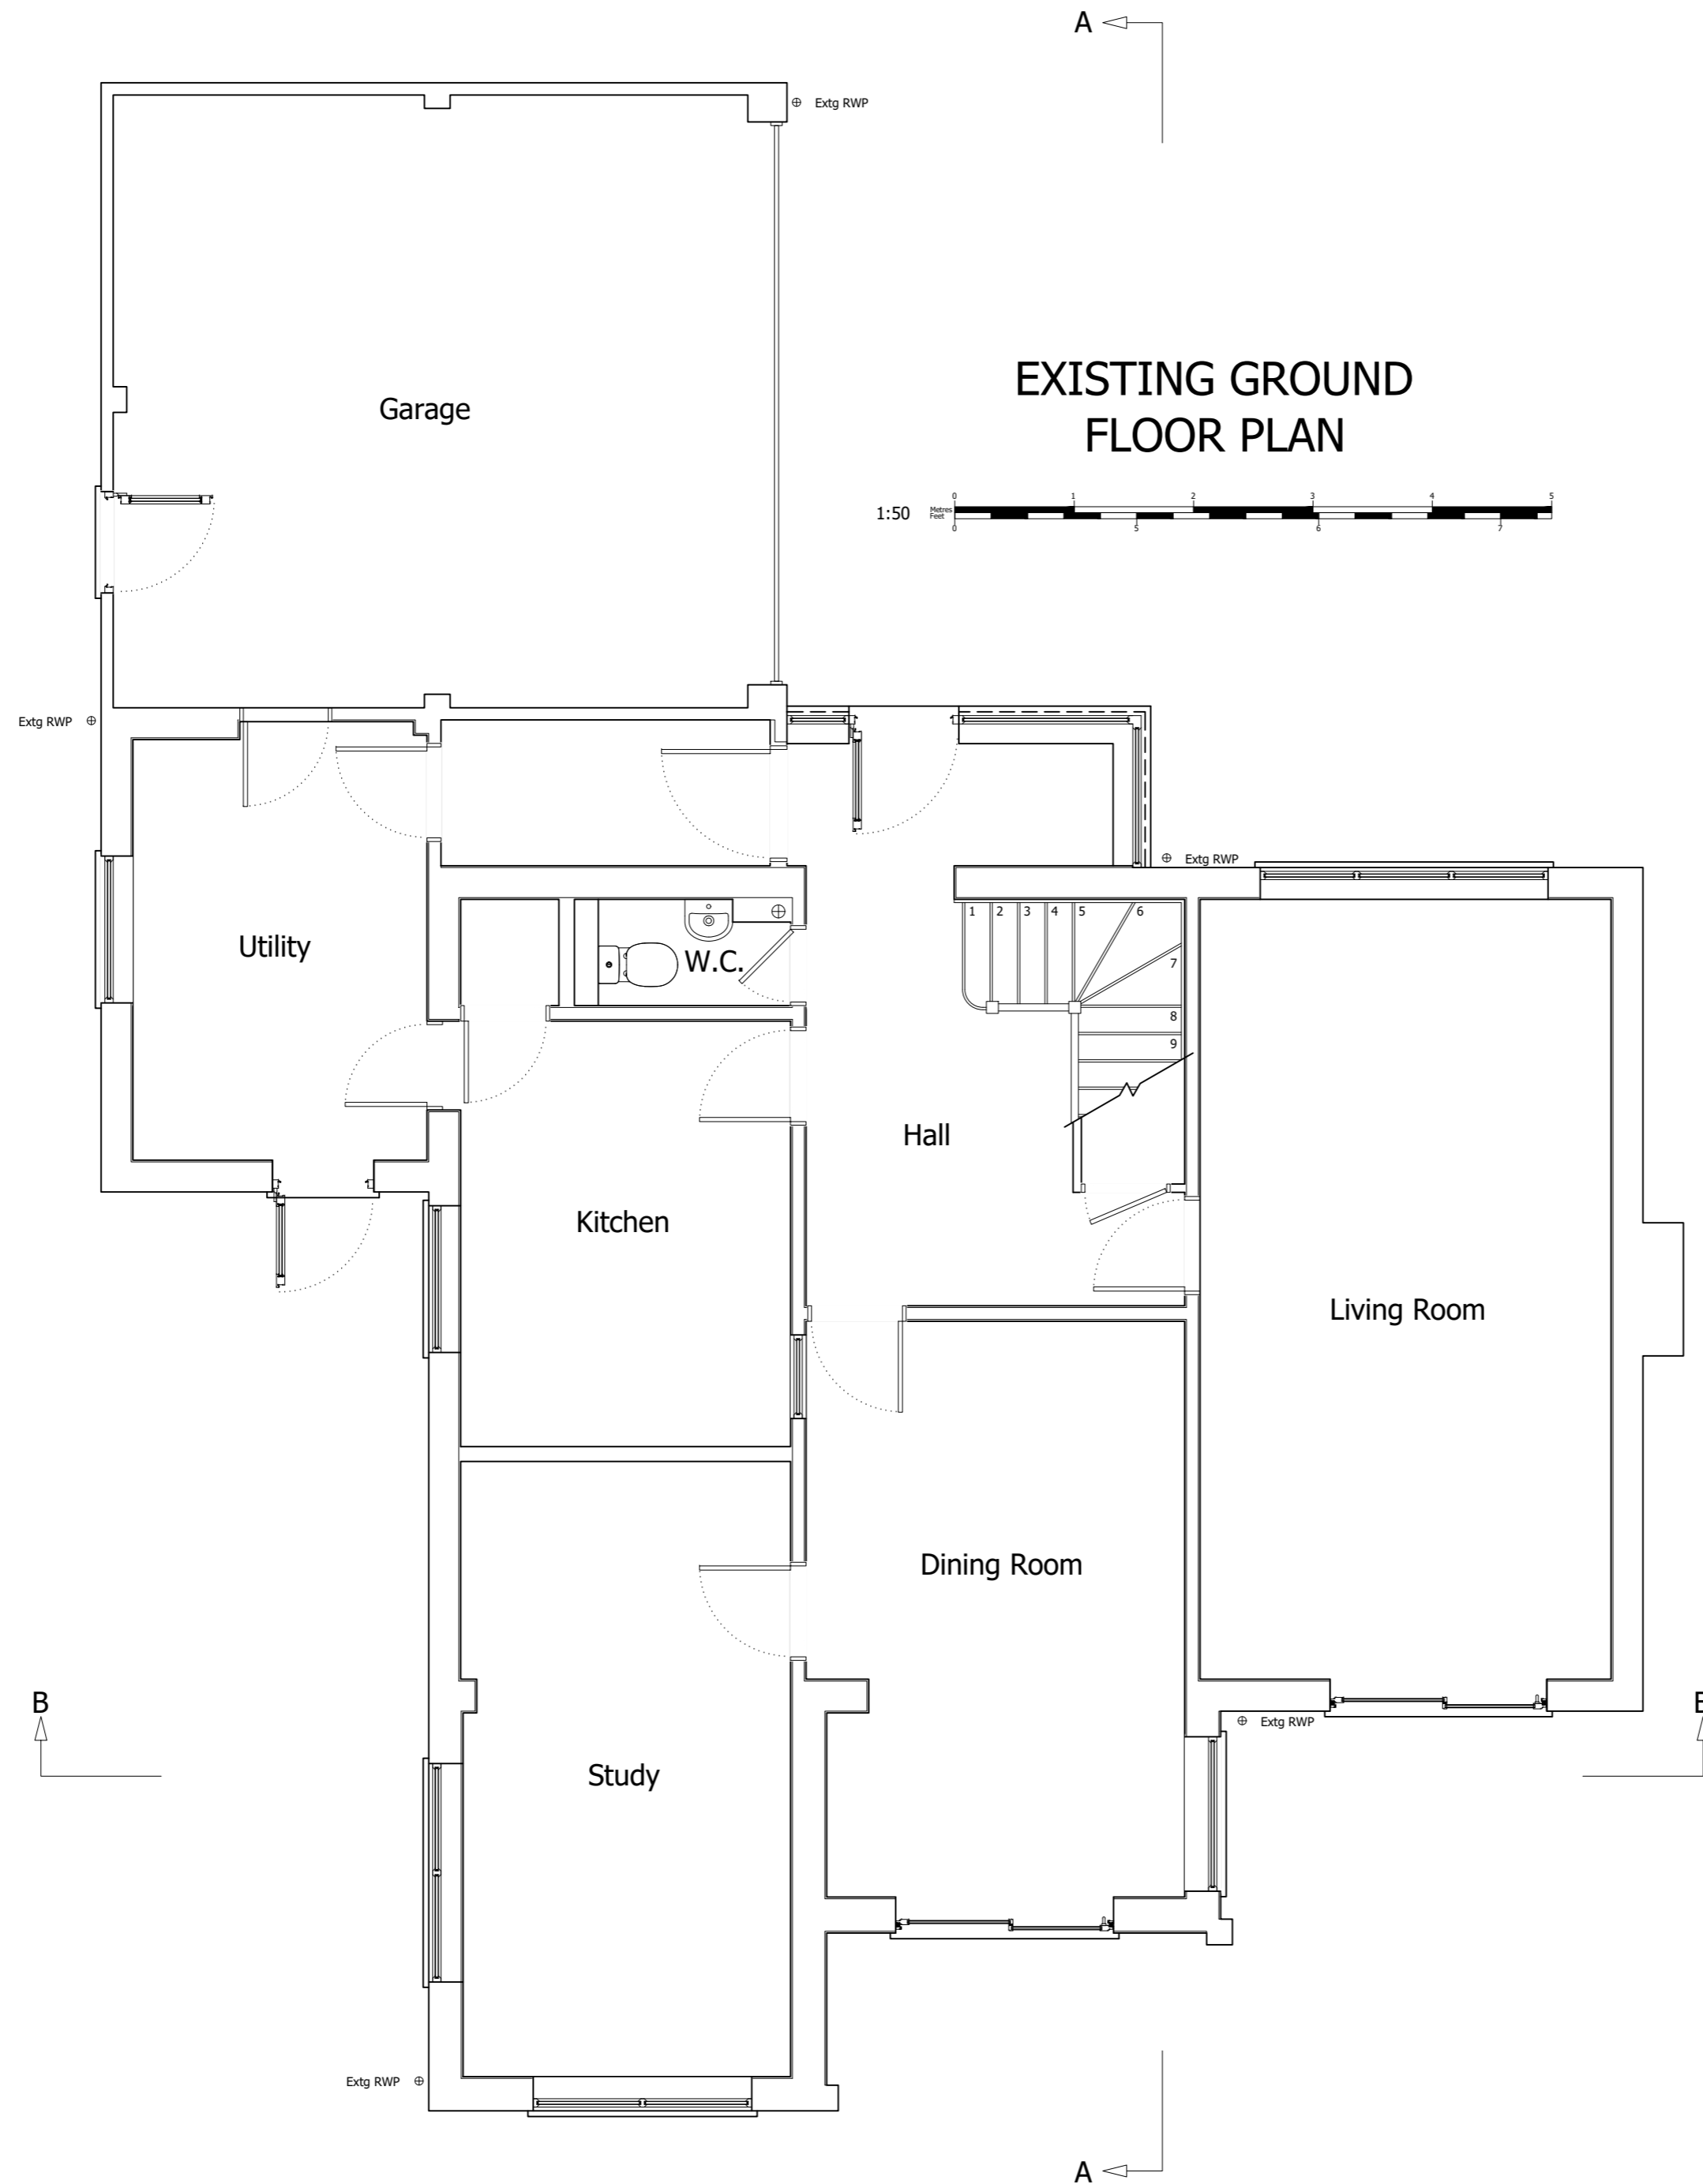 A
Extg RWP
EXISTING GROUND
FLOOR PLAN
Garage
0 1 2 3 4 5
1:50
Metres
Feet
0 5 6 7
Extg RWP
Extg RWP
1 2 3 4 5 6
Utility
W.C.
7
8
9
Hall
Kitchen
Living Room
Dining Room
B
Extg RWP
Study
Extg RWP
A